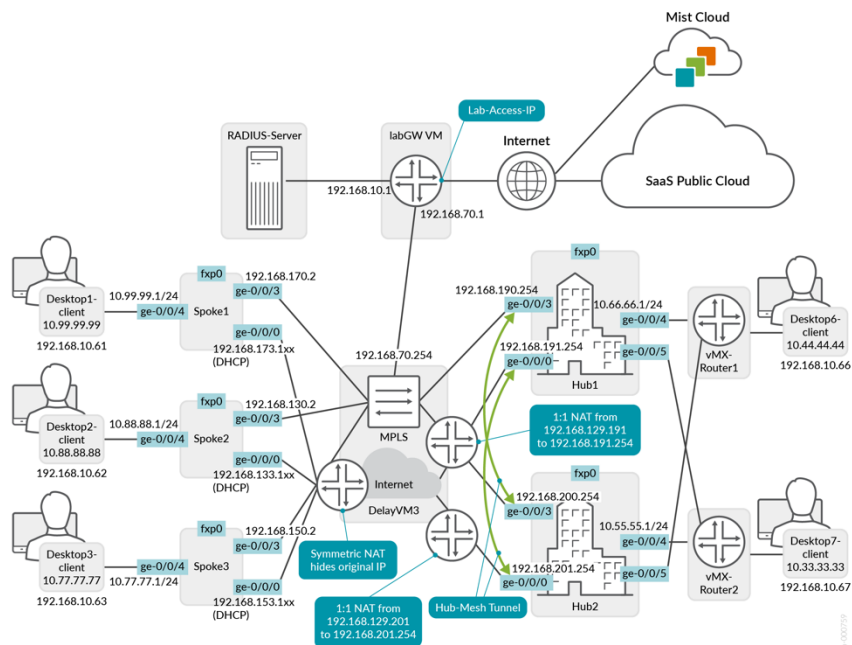 Mist Cloud
Lab-Access-IP
RADIUS-Server
labGW VM
Internet
SaaS Public Cloud
192.168.10.1
192.168.70.1
fxp0
Desktop1-
client
10.99.99.99
192.168.10.61
10.99.99.1/24
ge-0/0/4
fxp0
Spoke1
192.168.170.2
ge-0/0/3
ge-0/0/0
192.168.173.1xx
(DHCP)
Desktop2-
client
10.88.88.88
192.168.10.62
10.88.88.1/24
ge-0/0/4
fxp0
Spoke2
192.168.130.2
ge-0/0/3
ge-0/0/0
192.168.133.1xx
(DHCP)
Desktop3-
client
10.77.77.77
192.168.10.63
ge-0/0/4
10.77.77.1/24
fxp0
Spoke3
192.168.150.2
ge-0/0/3
ge-0/0/0
192.168.153.1xx
(DHCP)
192.168.70.254
MPLS
Internet
DelayVM3
Symmetric NAT
hides original IP
1:1 NAT from
192.168.129.201
to 192.168.201.254
1:1 NAT from
192.168.129.191
to 192.168.191.254
Hub-Mesh Tunnel
192.168.190.254
ge-0/0/3
192.168.191.254
ge-0/0/0
Hub1
10.66.66.1/24
ge-0/0/4
ge-0/0/5
fxp0
192.168.200.254
ge-0/0/3
192.168.201.254
ge-0/0/0
Hub2
10.55.55.1/24
ge-0/0/4
ge-0/0/5
vMX-
Router1
Desktop6-
client
10.44.44.44
192.168.10.66
vMX-
Router2
Desktop7-
client
10.33.33.33
192.168.10.67